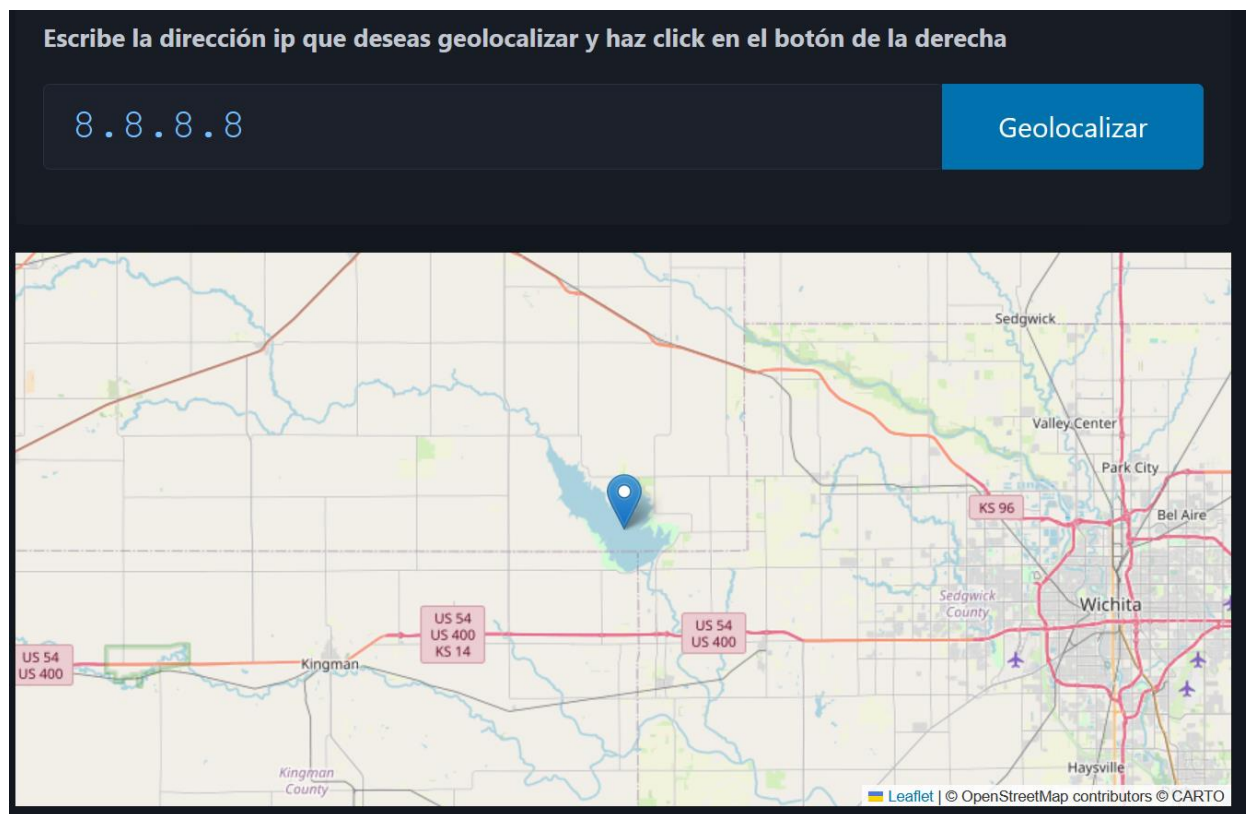 Escribe la dirección ip que deseas geolocalizar y haz click en el botón de la derecha
8.8.8.8
Geolocalizar
Sedgwick
Valley Center
Park City
KS 96
Bel Aire
Sedgwick
County
Wichita
US 54
US 400
KS 14
US 54
US 400
US 54
US 400
Kingman
Kingman
County
Haysville
Leaflet | © OpenStreetMap contributors © CARTO